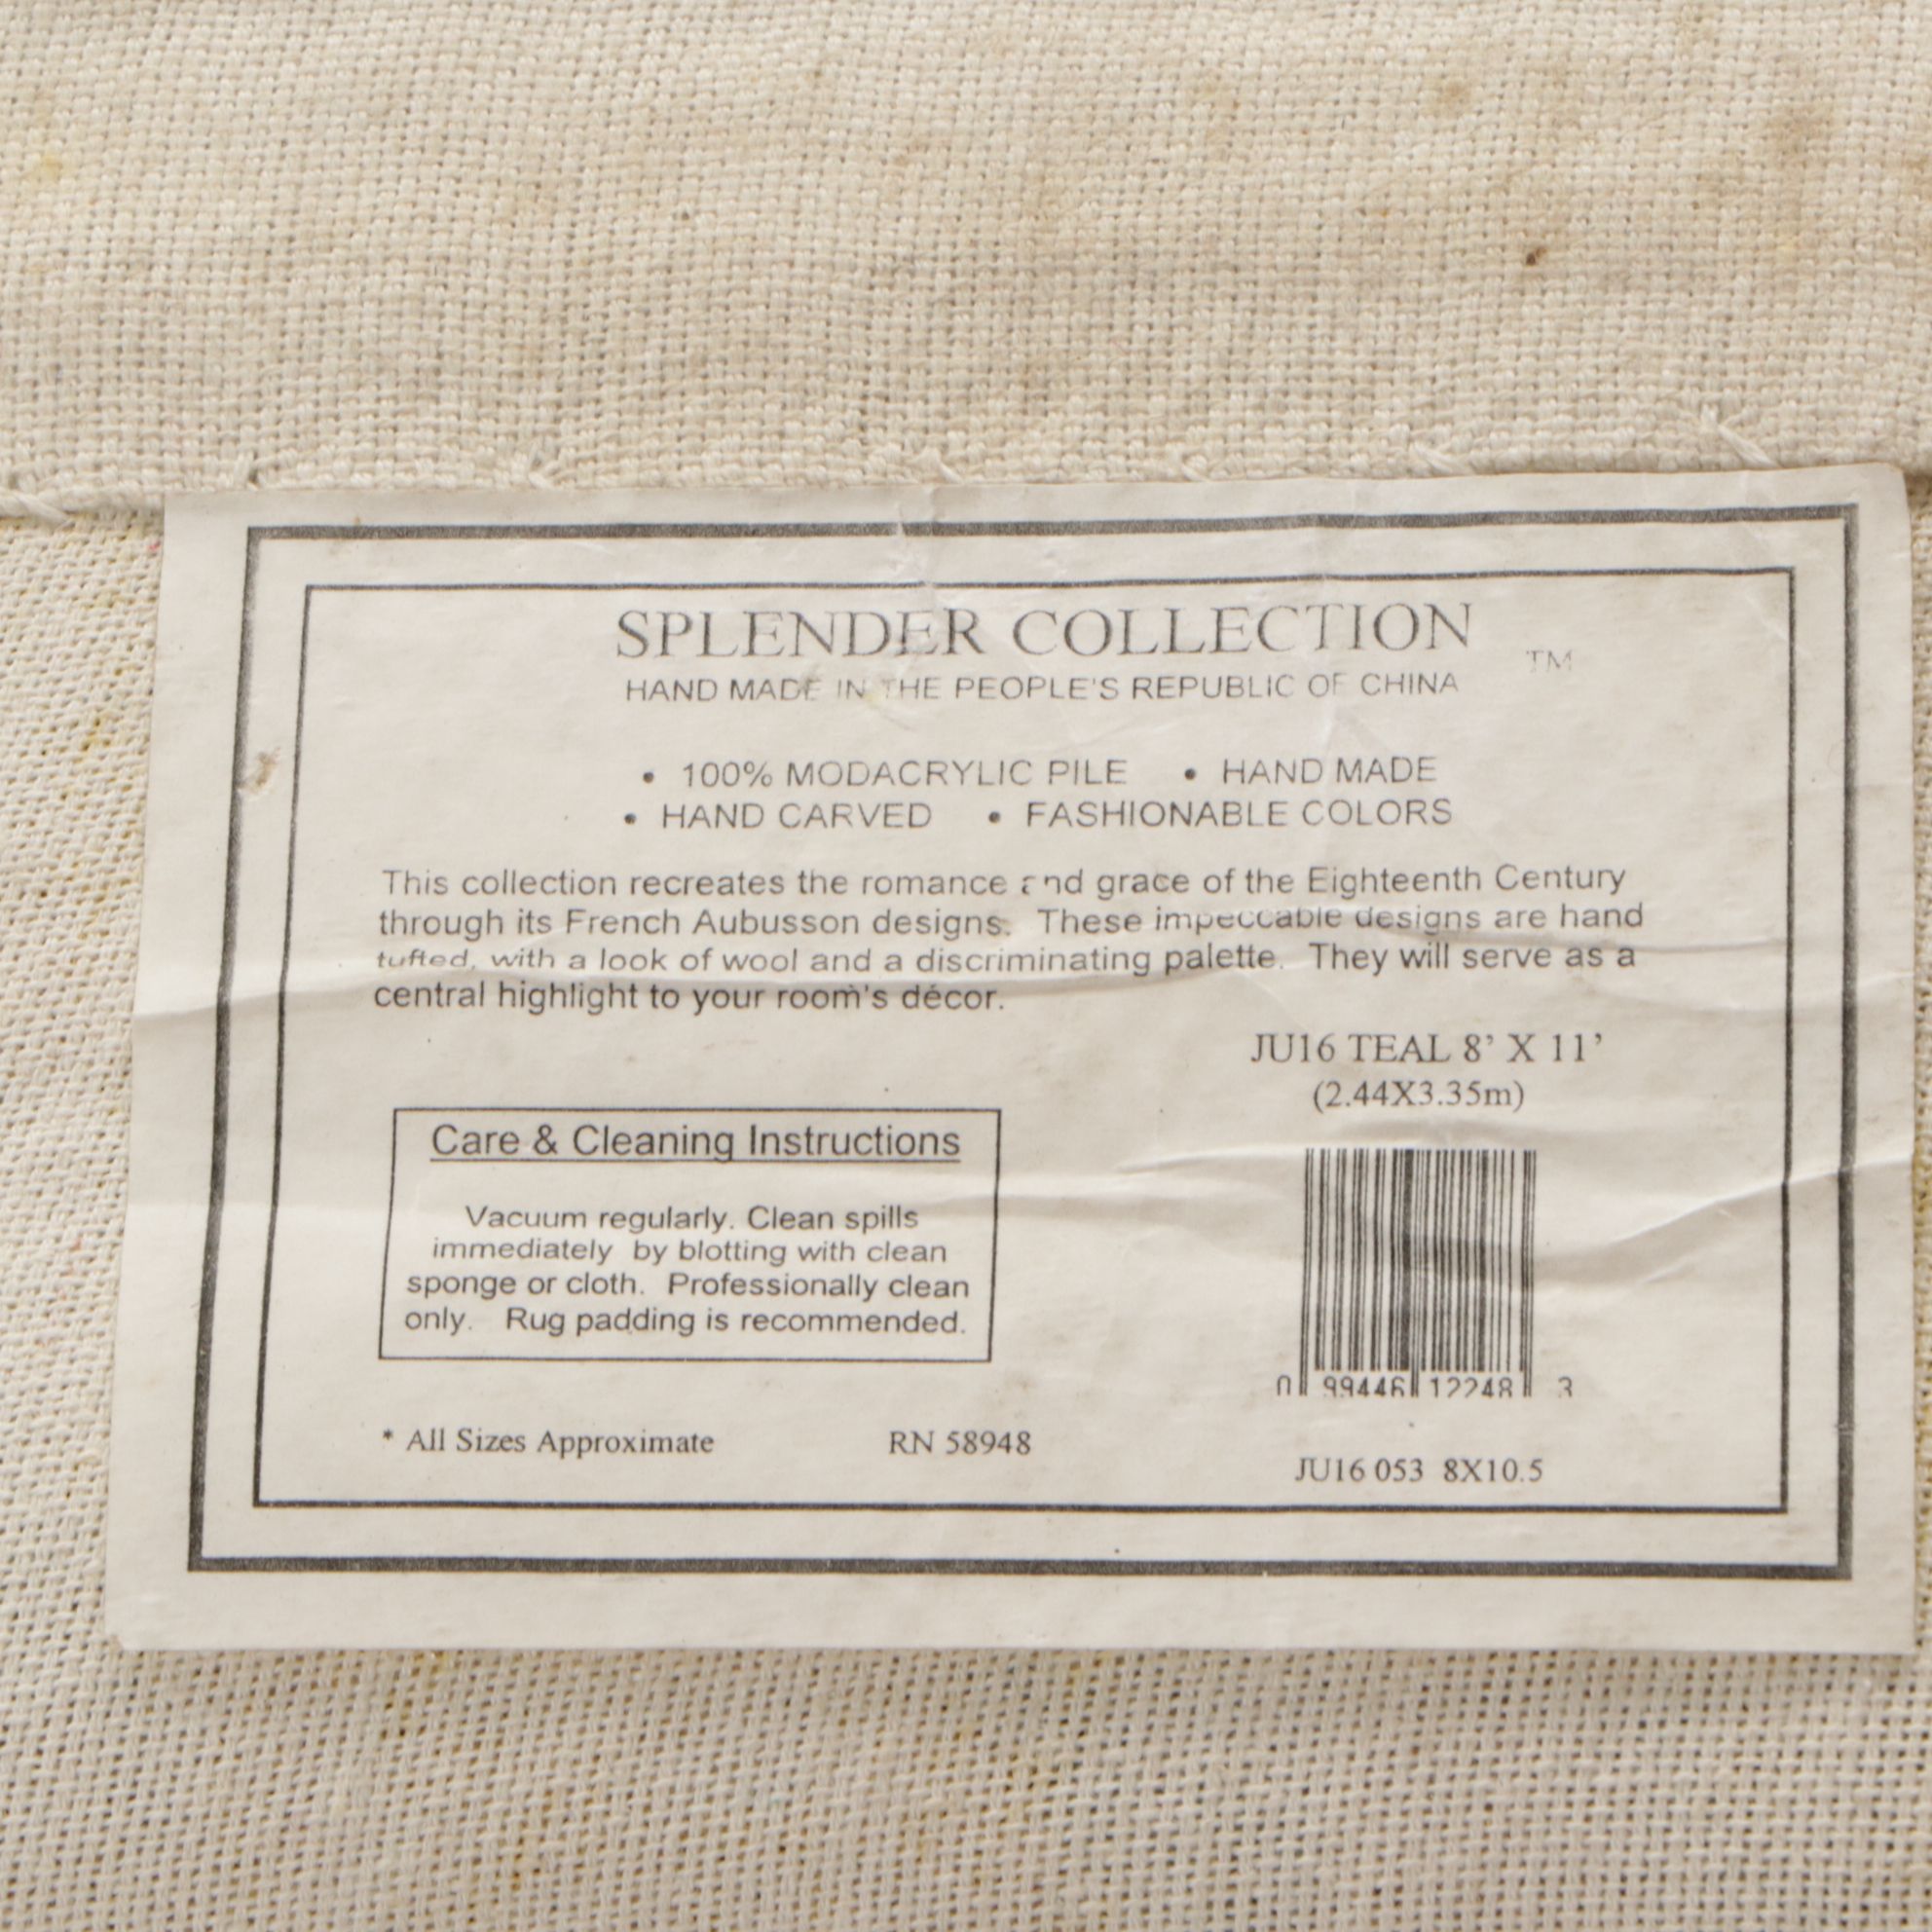 SPLENDER COLLECTION ™
HAND MADE IN THE PEOPLE'S REPUBLIC OF CHINA
• 100% MODACRYLIC PILE • HAND MADE
• HAND CARVED • FASHIONABLE COLORS
This collection recreates the romance and grace of the Eighteenth Century
through its French Aubusson designs. These impeccable designs are hand
tufted, with a look of wool and a discriminating palette. They will serve as a
central highlight to your room's décor.
JU16 TEAL 8' X 11'
(2.44X3.35m)
Care & Cleaning Instructions
Vacuum regularly. Clean spills
immediately by blotting with clean
sponge or cloth. Professionally clean
only. Rug padding is recommended.
0 99446 12248 3
* All Sizes Approximate RN 58948
JU16 053 8X10.5